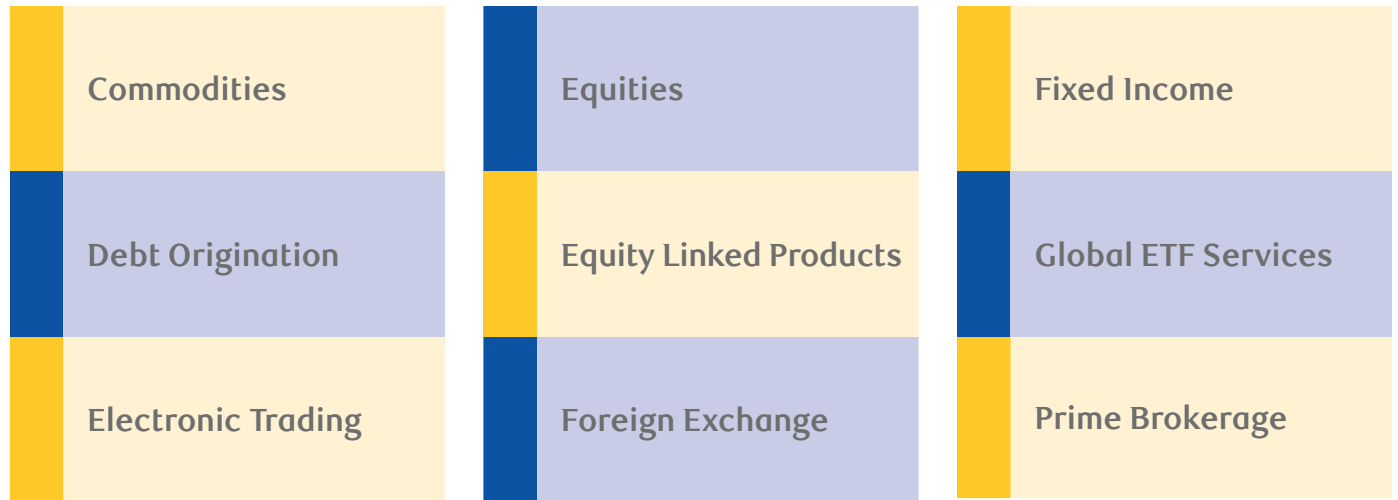 Commodities
Debt Origination
Electronic Trading
Equities
Equity Linked Products
Foreign Exchange
Fixed Income
Global ETF Services
Prime Brokerage